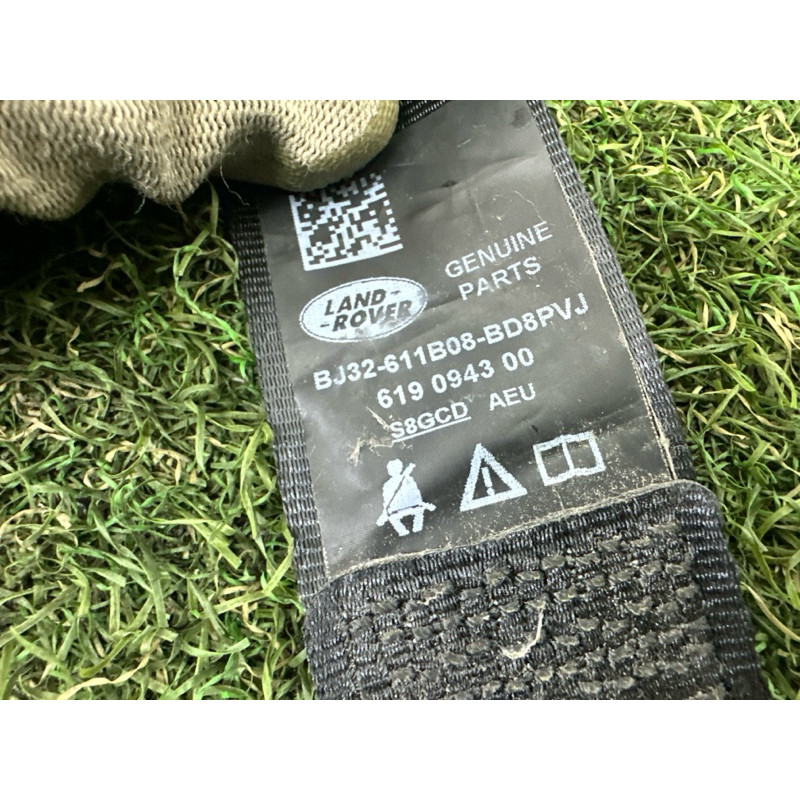 GENUINE
PARTS
LAND-
-ROVER
BJ32-611B08-BD8PVJ
619 0943 00
S8GCD AEU